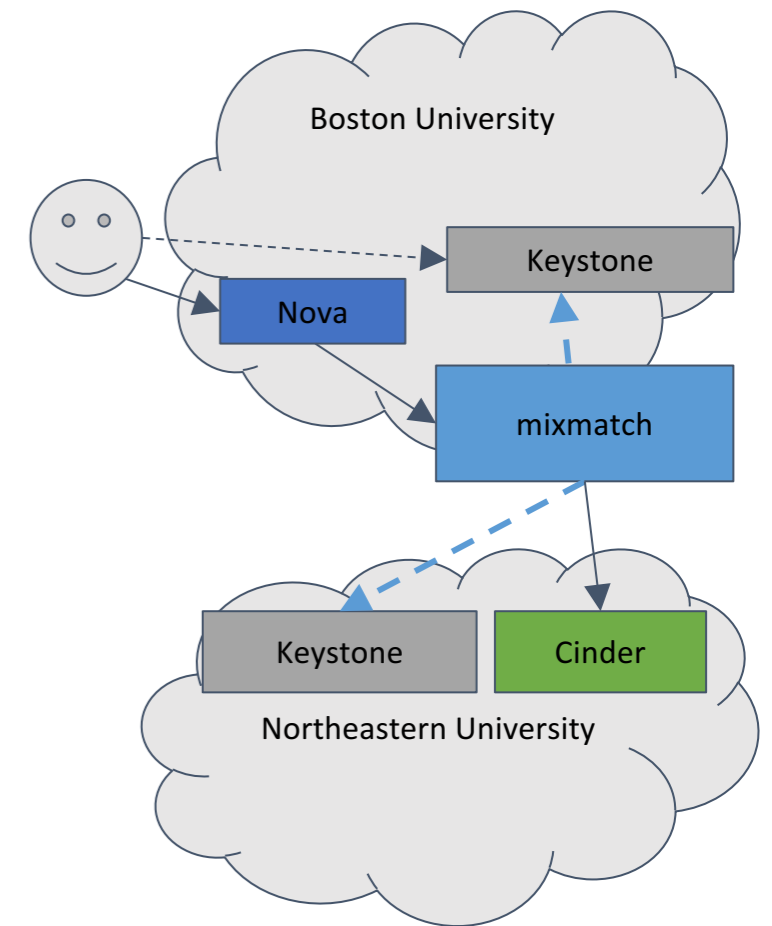 Boston University
Keystone
Nova
mixmatch
Keystone
Cinder
Northeastern University